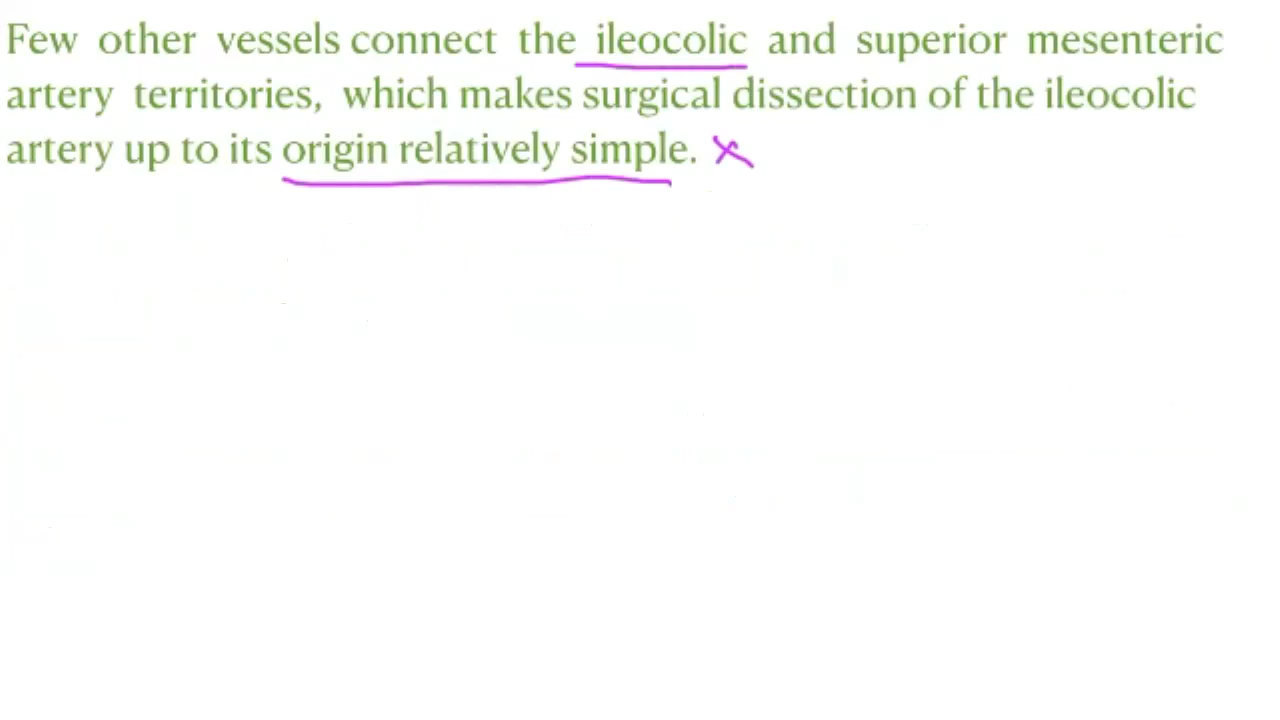 Few other vessels connect the ileocolic and superior mesenteric
artery territories, which makes surgical dissection of the ileocolic
artery up to its origin relatively simple. x